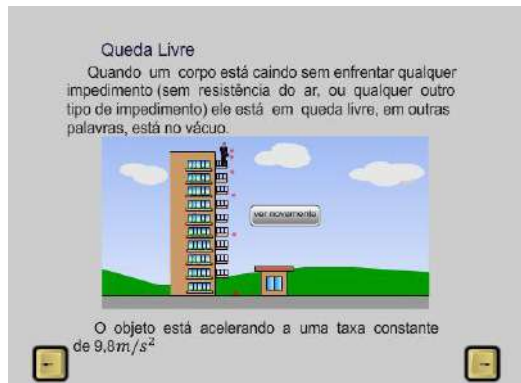 Queda Livre
Quando um corpo está caindo sem enfrentar qualquer
impedimento (sem resistência do ar, ou qualquer outro
tipo de impedimento) ele está em queda livre, em outras
palavras, está no vácuo.
ver novamente
O objeto está acelerando a uma taxa constante
de 9,8m/s²